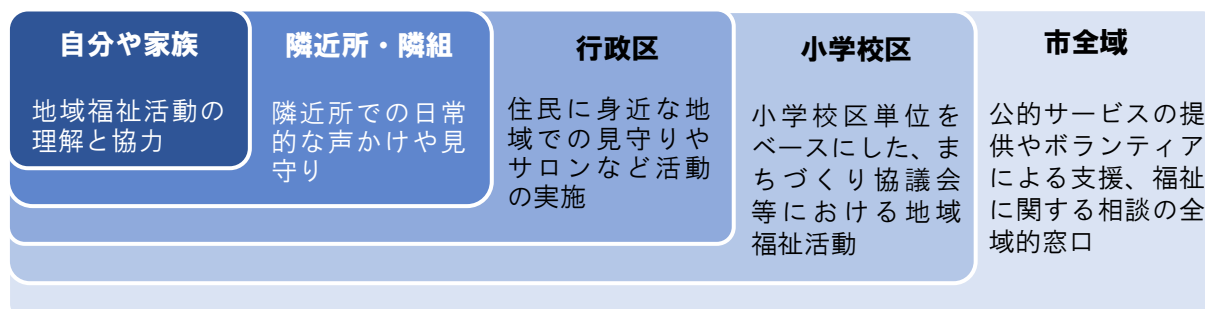 自分や家族
地域福祉活動の
理解と協力
隣近所・隣組
隣近所での日常
的な声かけや見
守り
行政区
住民に身近な地
域での見守りや
サロンなど活動
の実施
小学校区
小学校区単位を
ベースにした、ま
ちづくり協議会
等における地域
福祉活動
市全域
公的サービスの提
供やボランティア
による支援、福祉
に関する相談の全
域的窓口